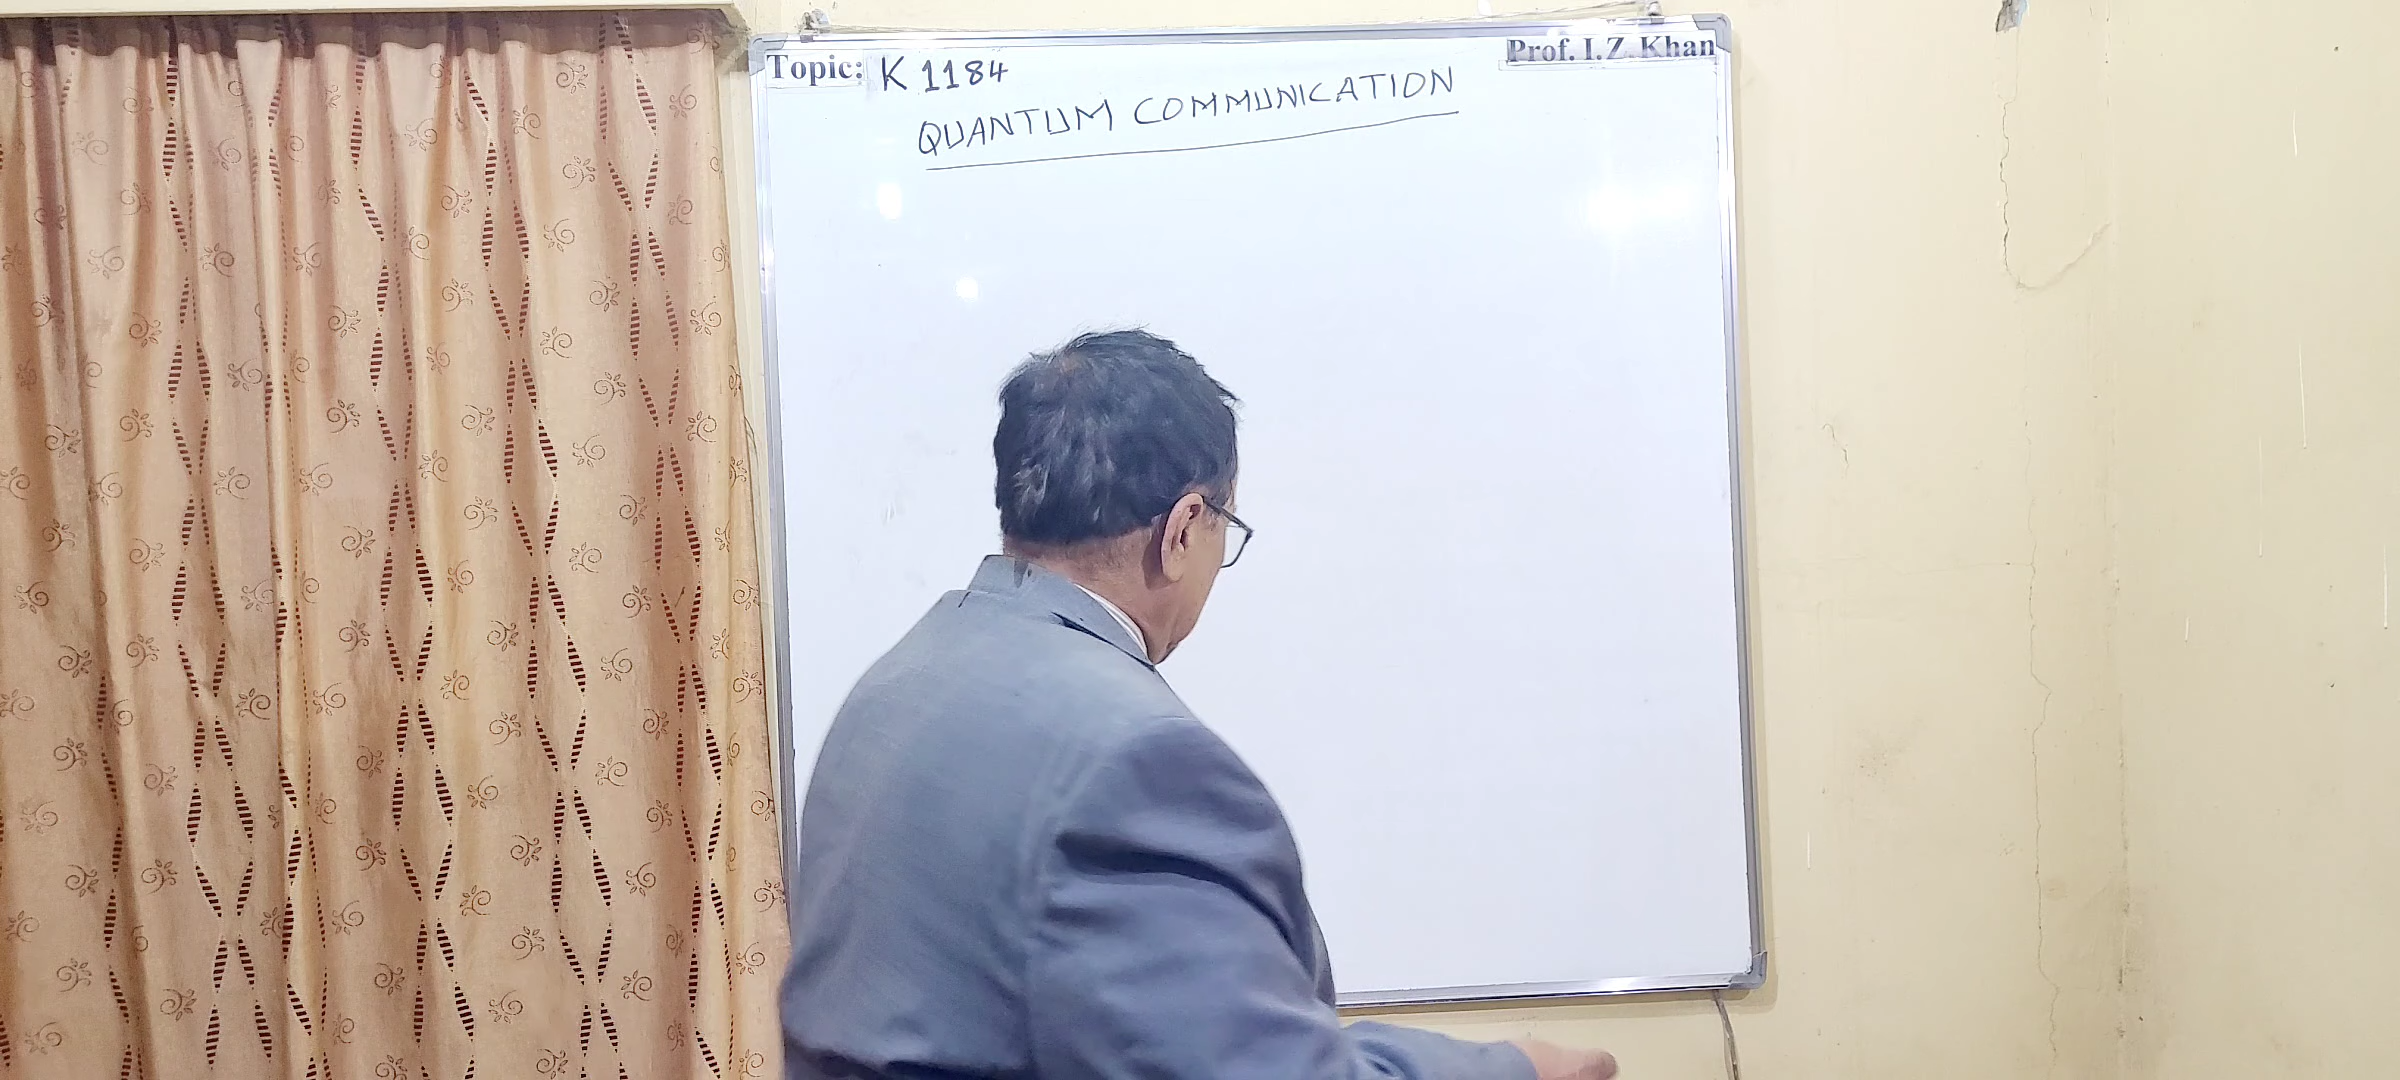 Topic: K 1184
Prof. I. Z. Khan
QUANTUM COMMUNICATION